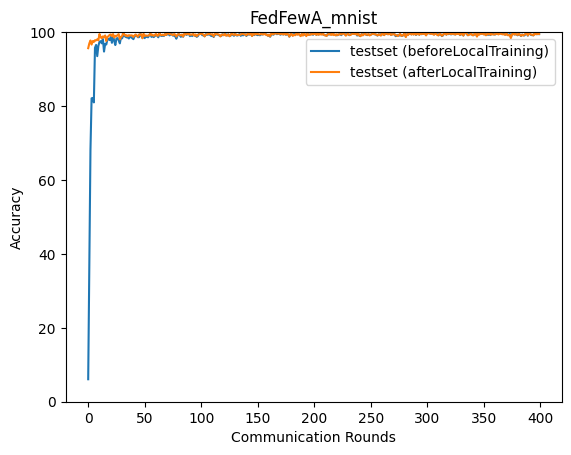 FedFewA_mnist
testset (beforeLocalTraining)
testset (afterLocalTraining)
Accuracy
100
80
60
40
20
0
0 50 100 150 200 250 300 350 400
Communication Rounds